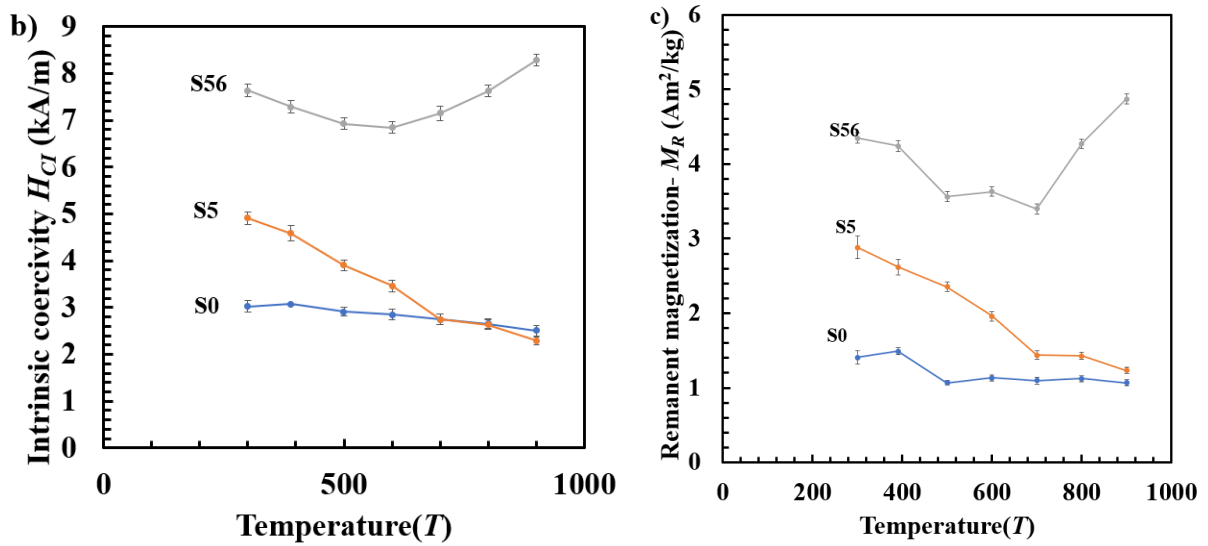 b)
Intrinsic coercivity H_CI (kA/m)
9
8
7
6
5
4
3
2
1
0
S56
S5
S0
0
500
1000
Temperature(T)
c)
Remanent magnetization- M_R (Am²/kg)
6
5
4
3
2
1
0
S56
S5
S0
0
200
400
600
800
1000
Temperature(T)